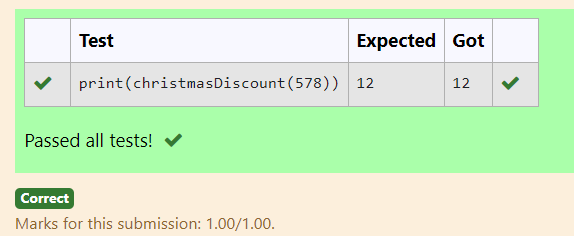 Test Expected Got
print(christmasDiscount(578)) 12 12
Passed all tests!
Correct
Marks for this submission: 1.00/1.00.